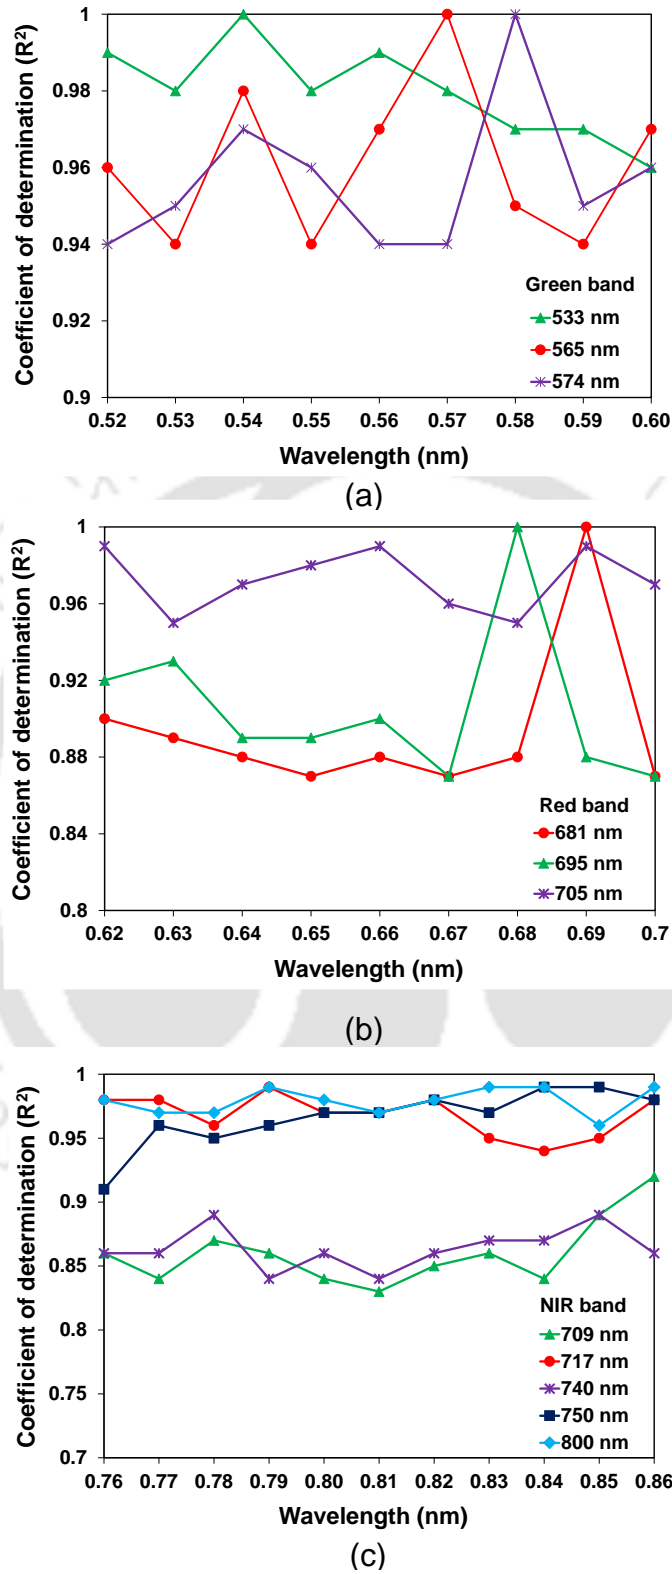 Coefficient of determination (R²)
1
0.98
0.96
0.94
0.92
0.9
Green band
533 nm
565 nm
574 nm
0.52 0.53 0.54 0.55 0.56 0.57 0.58 0.59 0.60
Wavelength (nm)
(a)
Coefficient of determination (R²)
1
0.96
0.92
0.88
0.84
0.8
Red band
681 nm
695 nm
705 nm
0.62 0.63 0.64 0.65 0.66 0.67 0.68 0.69 0.7
Wavelength (nm)
(b)
Coefficient of determination (R²)
1
0.95
0.9
0.85
0.8
0.75
0.7
NIR band
709 nm
717 nm
740 nm
750 nm
800 nm
0.76 0.77 0.78 0.79 0.80 0.81 0.82 0.83 0.84 0.85 0.86
Wavelength (nm)
(c)